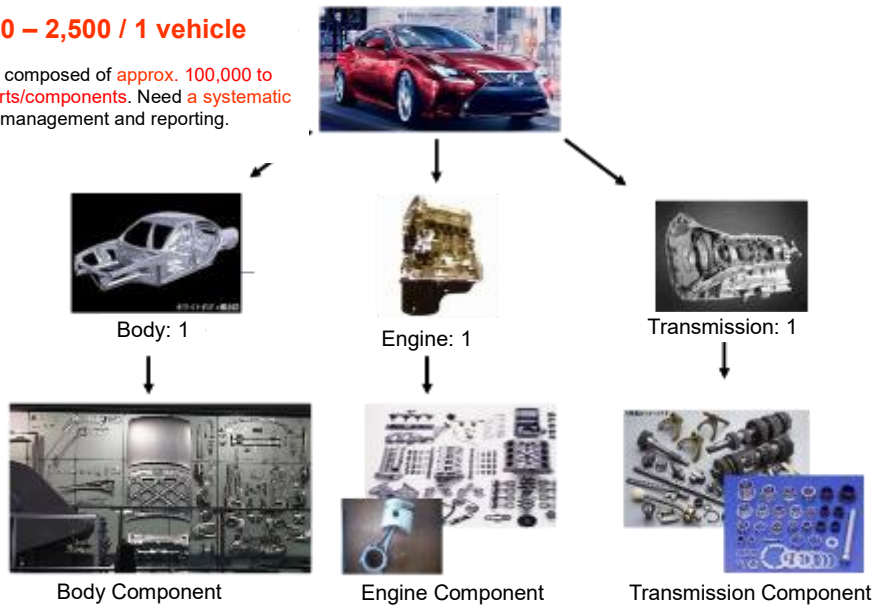 0 – 2,500 / 1 vehicle
composed of approx. 100,000 to
rts/components. Need a systematic
management and reporting.
Body: 1
Engine: 1
Transmission: 1
Body Component
Engine Component
Transmission Component